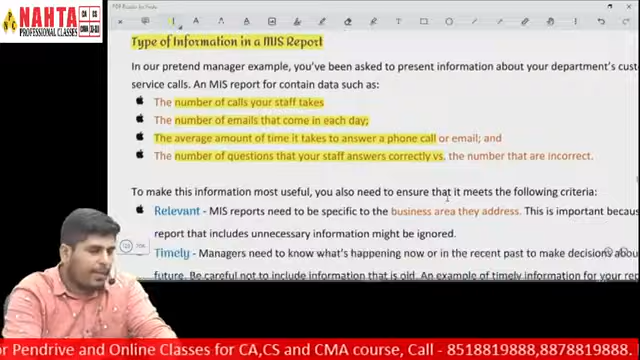 NAHTA
PROFESSIONAL CLASSES
CA
CS
CMA
Type of Information in a MIS Report
In our pretend manager example, you've been asked to present information about your department's cust
service calls. An MIS report for contain data such as:
The number of calls your staff takes
The number of emails that come in each day;
The average amount of time it takes to answer a phone call or email; and
The number of questions that your staff answers correctly vs. the number that are incorrect.
To make this information most useful, you also need to ensure that it meets the following criteria:
Relevant - MIS reports need to be specific to the business area they address. This is important becaus
report that includes unnecessary information might be ignored.
Timely - Managers need to know what's happening now or in the recent past to make decisions abou
future. Be careful not to include information that is old. An example of timely information for your rep
or Pendrive and Online Classes for CA,CS and CMA course, Call - 8518819888,8878819888,